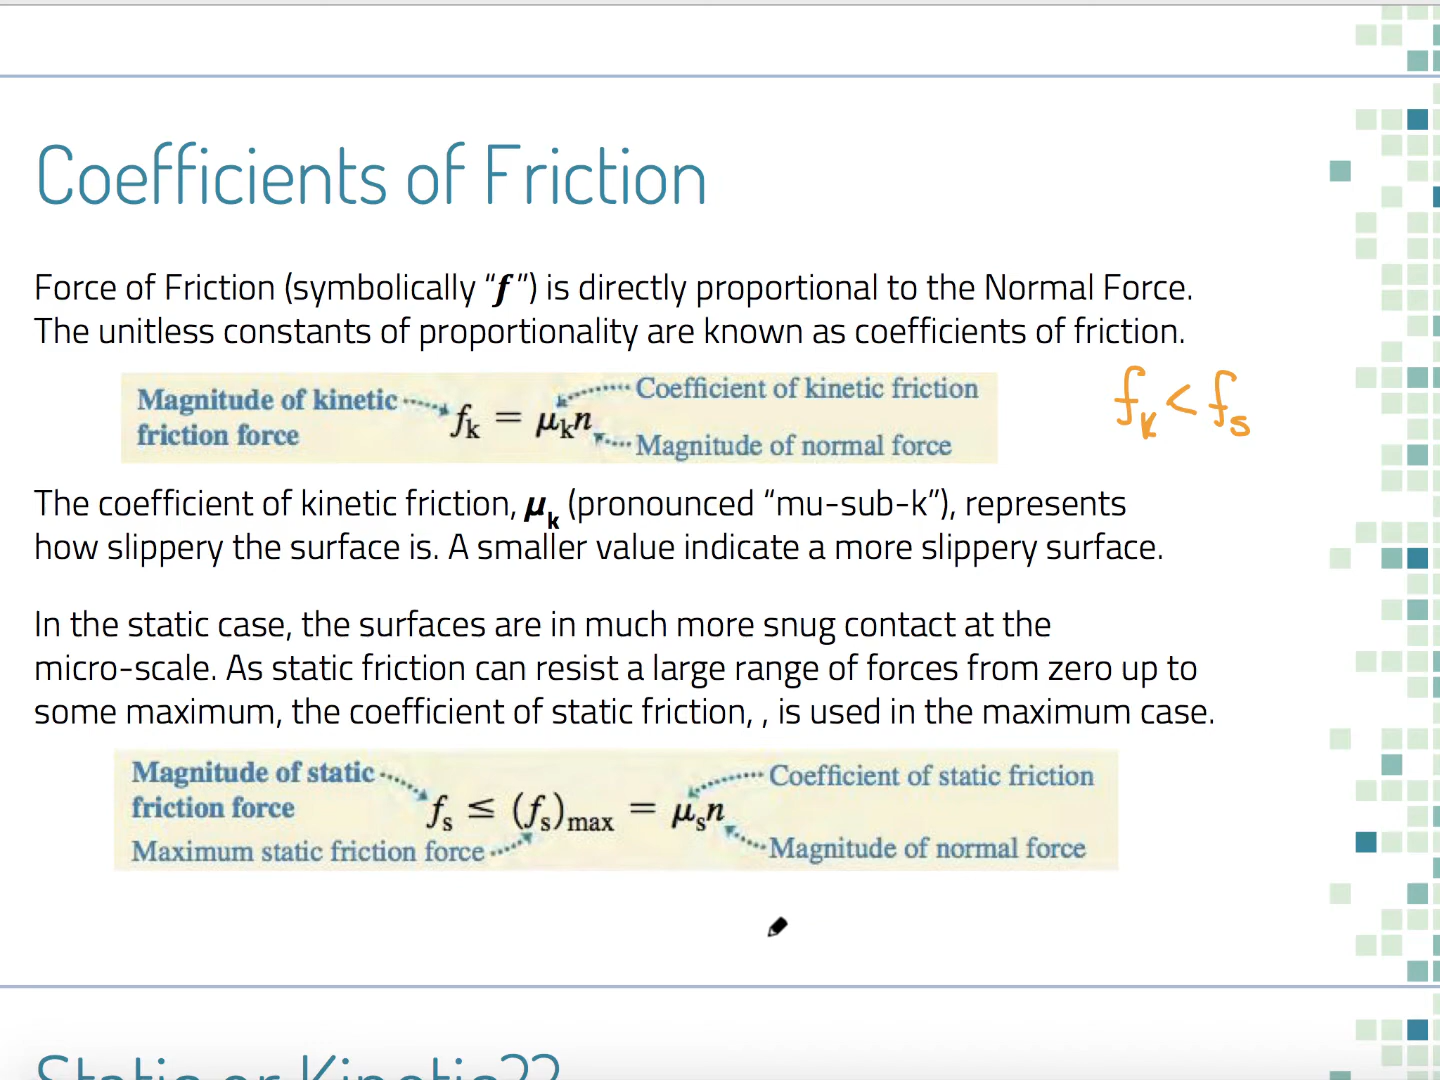 Coefficients of Friction
Force of Friction (symbolically “f ”) is directly proportional to the Normal Force.
The unitless constants of proportionality are known as coefficients of friction.
Magnitude of kinetic
friction force
fk = μkn
Coefficient of kinetic friction
Magnitude of normal force
fk < fs
The coefficient of kinetic friction, μk (pronounced “mu-sub-k”), represents
how slippery the surface is. A smaller value indicate a more slippery surface.
In the static case, the surfaces are in much more snug contact at the
micro-scale. As static friction can resist a large range of forces from zero up to
some maximum, the coefficient of static friction, , is used in the maximum case.
Magnitude of static
friction force
Maximum static friction force
fs ≤ (fs)max = μsn
Coefficient of static friction
Magnitude of normal force
Static or Kinetic??